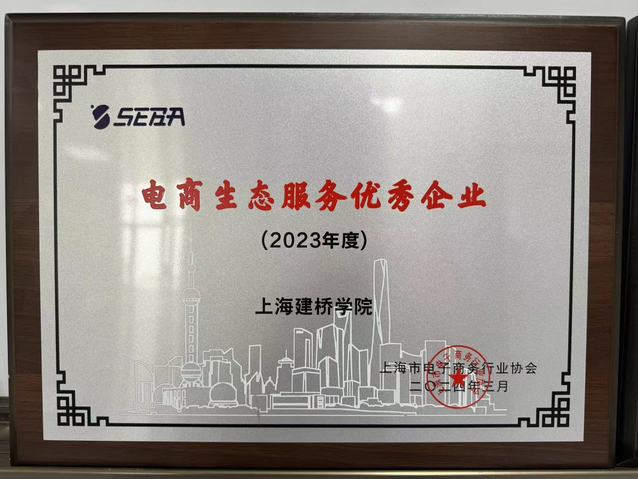 SEBA
电商生态服务优秀企业
(2023年度)
上海建桥学院
上海市电子商务行业协会
二〇二四年三月